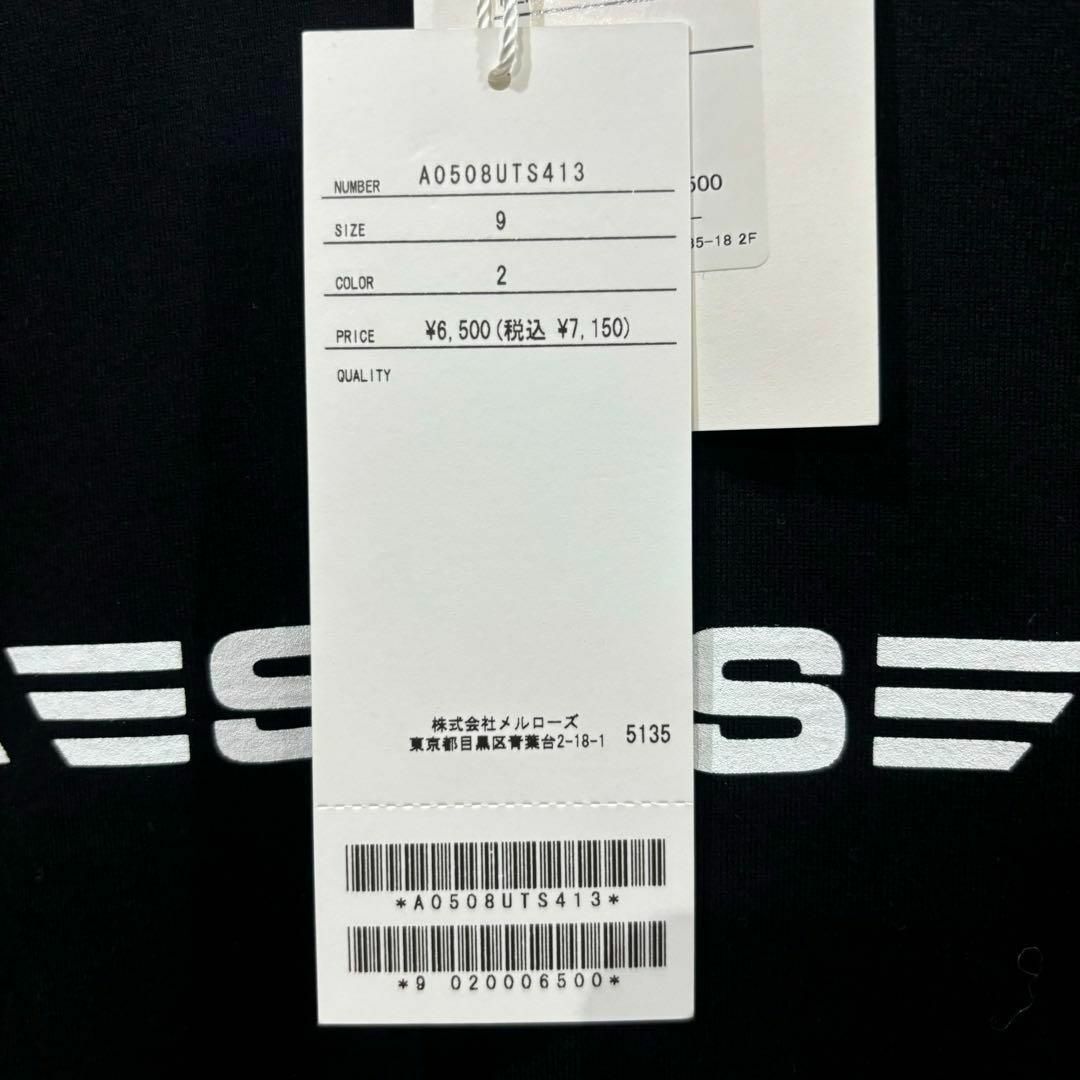 NUMBER A0508UTS413
SIZE 9
COLOR 2
PRICE ¥6,500(税込 ¥7,150)
QUALITY
株式会社メルローズ
東京都目黒区青葉台2-18-1 5135
*A0508UTS413*
*9 020006500*
500
35-18 2F
S
S